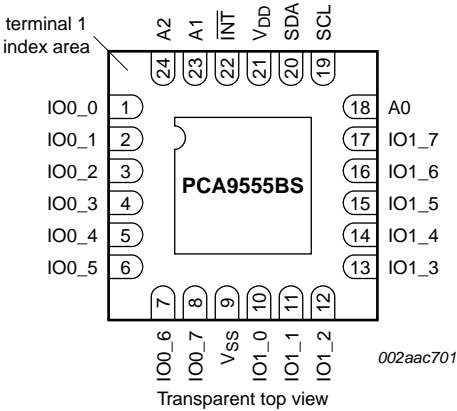 terminal 1
index area
A2
A1
INT
VDD
SDA
SCL
24
23
22
21
20
19
IO0_0 1
IO0_1 2
IO0_2 3
IO0_3 4
IO0_4 5
IO0_5 6
PCA9555BS
18 A0
17 IO1_7
16 IO1_6
15 IO1_5
14 IO1_4
13 IO1_3
7
8
9
10
11
12
IO0_6
IO0_7
VSS
IO1_0
IO1_1
IO1_2
002aac701
Transparent top view